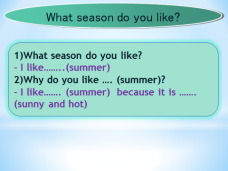 What season do you like?
1)What season do you like?
- I like……..(summer)
2)Why do you like …. (summer)?
- I like……. (summer)  because it is …….
(sunny and hot)